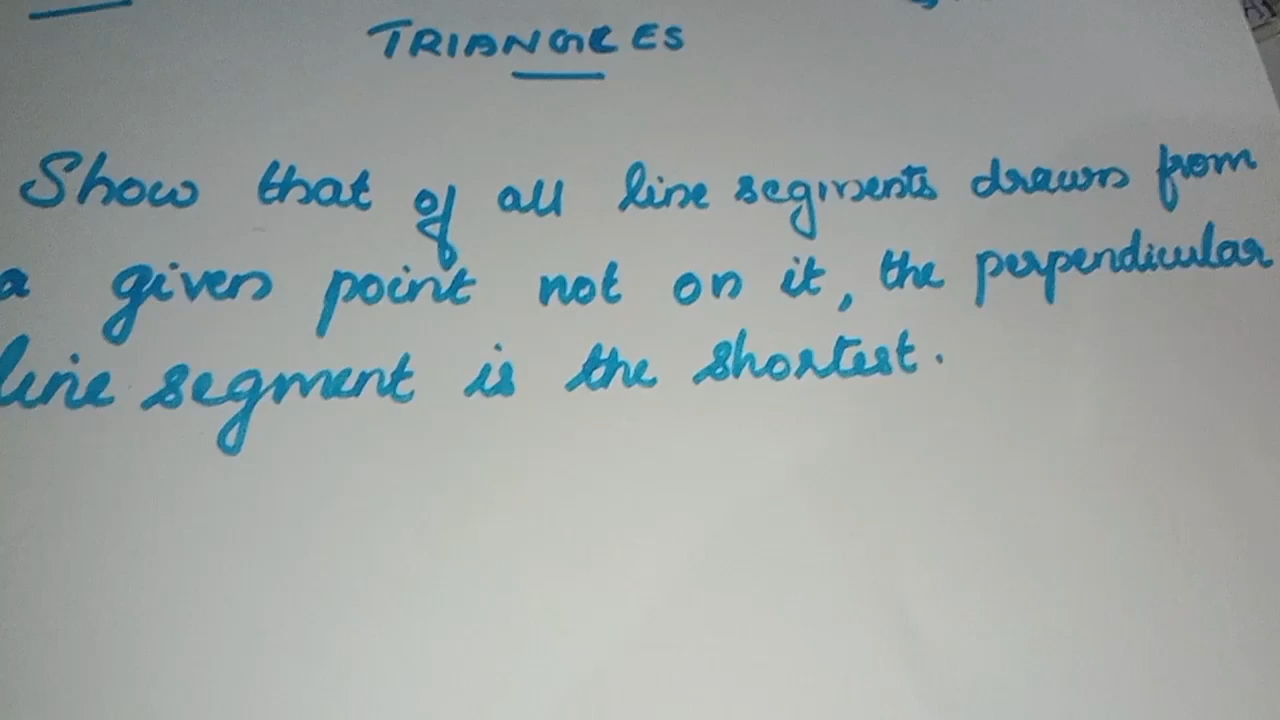 TRIANGLES
Show that of all line segments drawn from
a given point not on it, the perpendicular
line segment is the shortest.